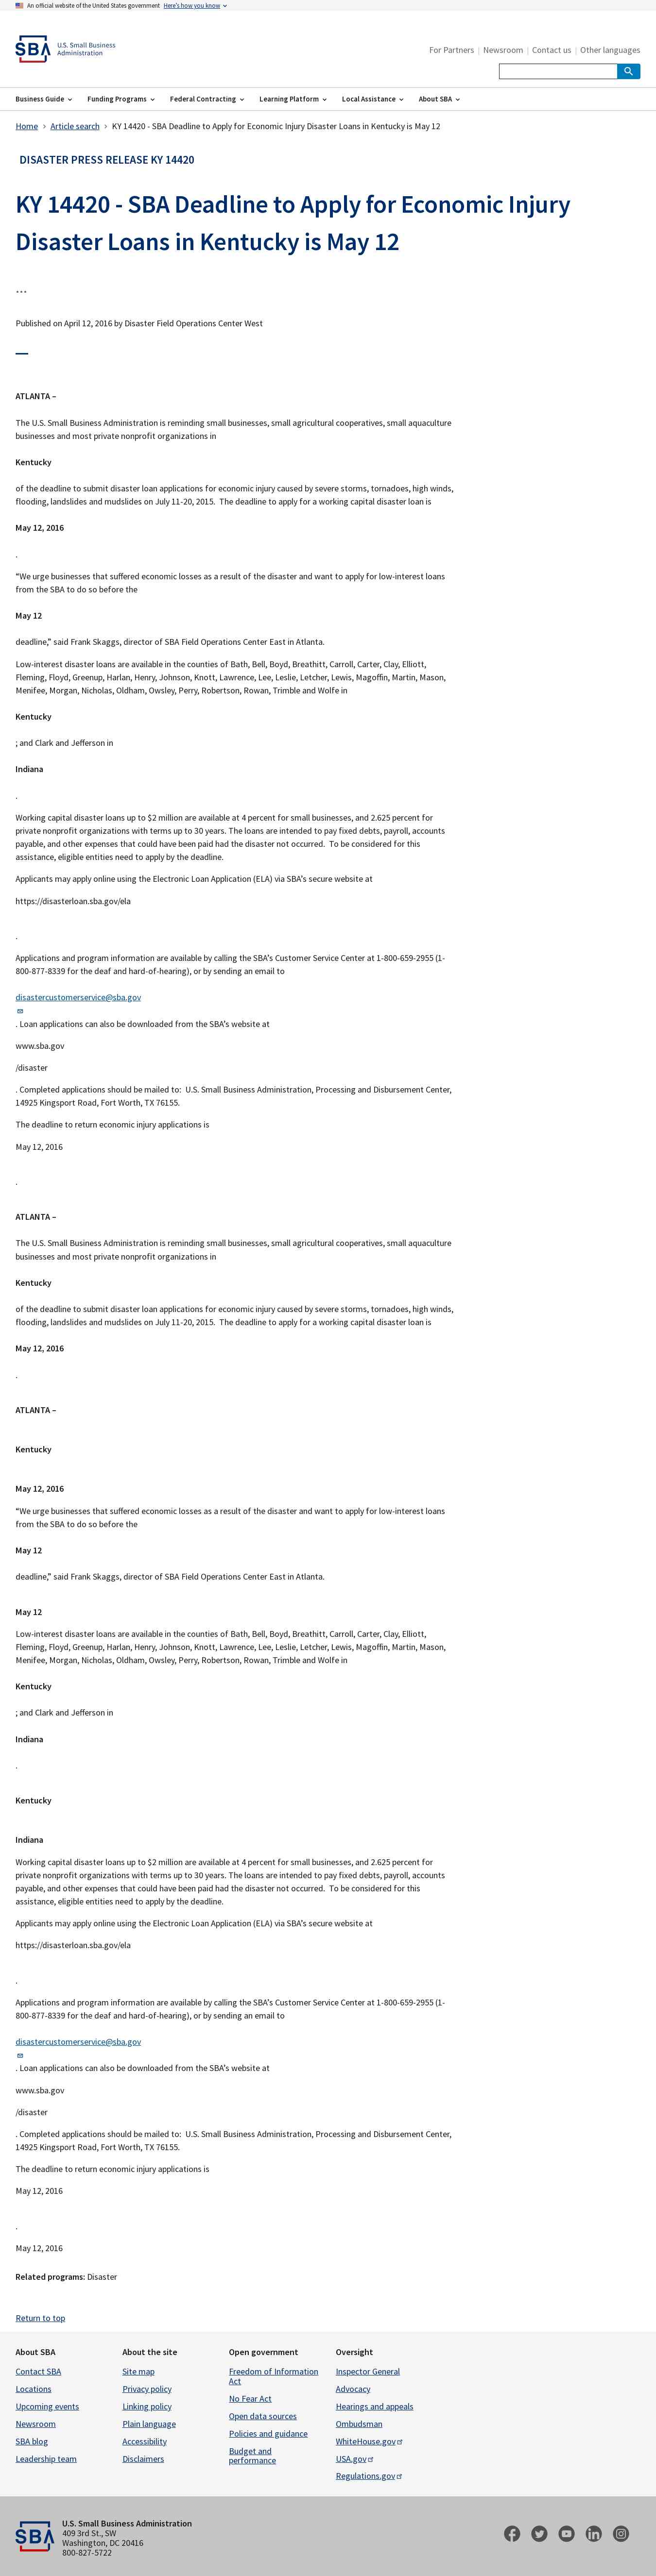 An official website of the United States government Here's how you know
SBA U.S. Small Business
Administration
For Partners | Newsroom | Contact us | Other languages
Business Guide Funding Programs Federal Contracting Learning Platform Local Assistance About SBA
Home > Article search > KY 14420 - SBA Deadline to Apply for Economic Injury Disaster Loans in Kentucky is May 12
DISASTER PRESS RELEASE KY 14420
KY 14420 - SBA Deadline to Apply for Economic Injury
Disaster Loans in Kentucky is May 12
...
Published on April 12, 2016 by Disaster Field Operations Center West
ATLANTA –
The U.S. Small Business Administration is reminding small businesses, small agricultural cooperatives, small aquaculture
businesses and most private nonprofit organizations in
Kentucky
of the deadline to submit disaster loan applications for economic injury caused by severe storms, tornadoes, high winds,
flooding, landslides and mudslides on July 11-20, 2015.  The deadline to apply for a working capital disaster loan is
May 12, 2016
.
“We urge businesses that suffered economic losses as a result of the disaster and want to apply for low-interest loans
from the SBA to do so before the
May 12
deadline,” said Frank Skaggs, director of SBA Field Operations Center East in Atlanta.
Low-interest disaster loans are available in the counties of Bath, Bell, Boyd, Breathitt, Carroll, Carter, Clay, Elliott,
Fleming, Floyd, Greenup, Harlan, Henry, Johnson, Knott, Lawrence, Lee, Leslie, Letcher, Lewis, Magoffin, Martin, Mason,
Menifee, Morgan, Nicholas, Oldham, Owsley, Perry, Robertson, Rowan, Trimble and Wolfe in
Kentucky
; and Clark and Jefferson in
Indiana
.
Working capital disaster loans up to $2 million are available at 4 percent for small businesses, and 2.625 percent for
private nonprofit organizations with terms up to 30 years. The loans are intended to pay fixed debts, payroll, accounts
payable, and other expenses that could have been paid had the disaster not occurred.  To be considered for this
assistance, eligible entities need to apply by the deadline.
Applicants may apply online using the Electronic Loan Application (ELA) via SBA’s secure website at
https://disasterloan.sba.gov/ela
.
Applications and program information are available by calling the SBA’s Customer Service Center at 1-800-659-2955 (1-
800-877-8339 for the deaf and hard-of-hearing), or by sending an email to
disastercustomerservice@sba.gov
. Loan applications can also be downloaded from the SBA’s website at
www.sba.gov
/disaster
. Completed applications should be mailed to:  U.S. Small Business Administration, Processing and Disbursement Center,
14925 Kingsport Road, Fort Worth, TX 76155.
The deadline to return economic injury applications is
May 12, 2016
.
ATLANTA –
The U.S. Small Business Administration is reminding small businesses, small agricultural cooperatives, small aquaculture
businesses and most private nonprofit organizations in
Kentucky
of the deadline to submit disaster loan applications for economic injury caused by severe storms, tornadoes, high winds,
flooding, landslides and mudslides on July 11-20, 2015.  The deadline to apply for a working capital disaster loan is
May 12, 2016
.
ATLANTA –
Kentucky
May 12, 2016
“We urge businesses that suffered economic losses as a result of the disaster and want to apply for low-interest loans
from the SBA to do so before the
May 12
deadline,” said Frank Skaggs, director of SBA Field Operations Center East in Atlanta.
May 12
Low-interest disaster loans are available in the counties of Bath, Bell, Boyd, Breathitt, Carroll, Carter, Clay, Elliott,
Fleming, Floyd, Greenup, Harlan, Henry, Johnson, Knott, Lawrence, Lee, Leslie, Letcher, Lewis, Magoffin, Martin, Mason,
Menifee, Morgan, Nicholas, Oldham, Owsley, Perry, Robertson, Rowan, Trimble and Wolfe in
Kentucky
; and Clark and Jefferson in
Indiana
.
Kentucky
Indiana
Working capital disaster loans up to $2 million are available at 4 percent for small businesses, and 2.625 percent for
private nonprofit organizations with terms up to 30 years. The loans are intended to pay fixed debts, payroll, accounts
payable, and other expenses that could have been paid had the disaster not occurred.  To be considered for this
assistance, eligible entities need to apply by the deadline.
Applicants may apply online using the Electronic Loan Application (ELA) via SBA’s secure website at
https://disasterloan.sba.gov/ela
.
Applications and program information are available by calling the SBA’s Customer Service Center at 1-800-659-2955 (1-
800-877-8339 for the deaf and hard-of-hearing), or by sending an email to
disastercustomerservice@sba.gov
. Loan applications can also be downloaded from the SBA’s website at
www.sba.gov
/disaster
. Completed applications should be mailed to:  U.S. Small Business Administration, Processing and Disbursement Center,
14925 Kingsport Road, Fort Worth, TX 76155.
The deadline to return economic injury applications is
May 12, 2016
.
May 12, 2016
Related programs: Disaster
Return to top
About SBA
Contact SBA
Locations
Upcoming events
Newsroom
SBA blog
Leadership team
About the site
Site map
Privacy policy
Linking policy
Plain language
Accessibility
Disclaimers
Open government
Freedom of Information
Act
No Fear Act
Open data sources
Policies and guidance
Budget and
performance
Oversight
Inspector General
Advocacy
Hearings and appeals
Ombudsman
WhiteHouse.gov
USA.gov
Regulations.gov
SBA
U.S. Small Business Administration
409 3rd St., SW
Washington, DC 20416
800-827-5722